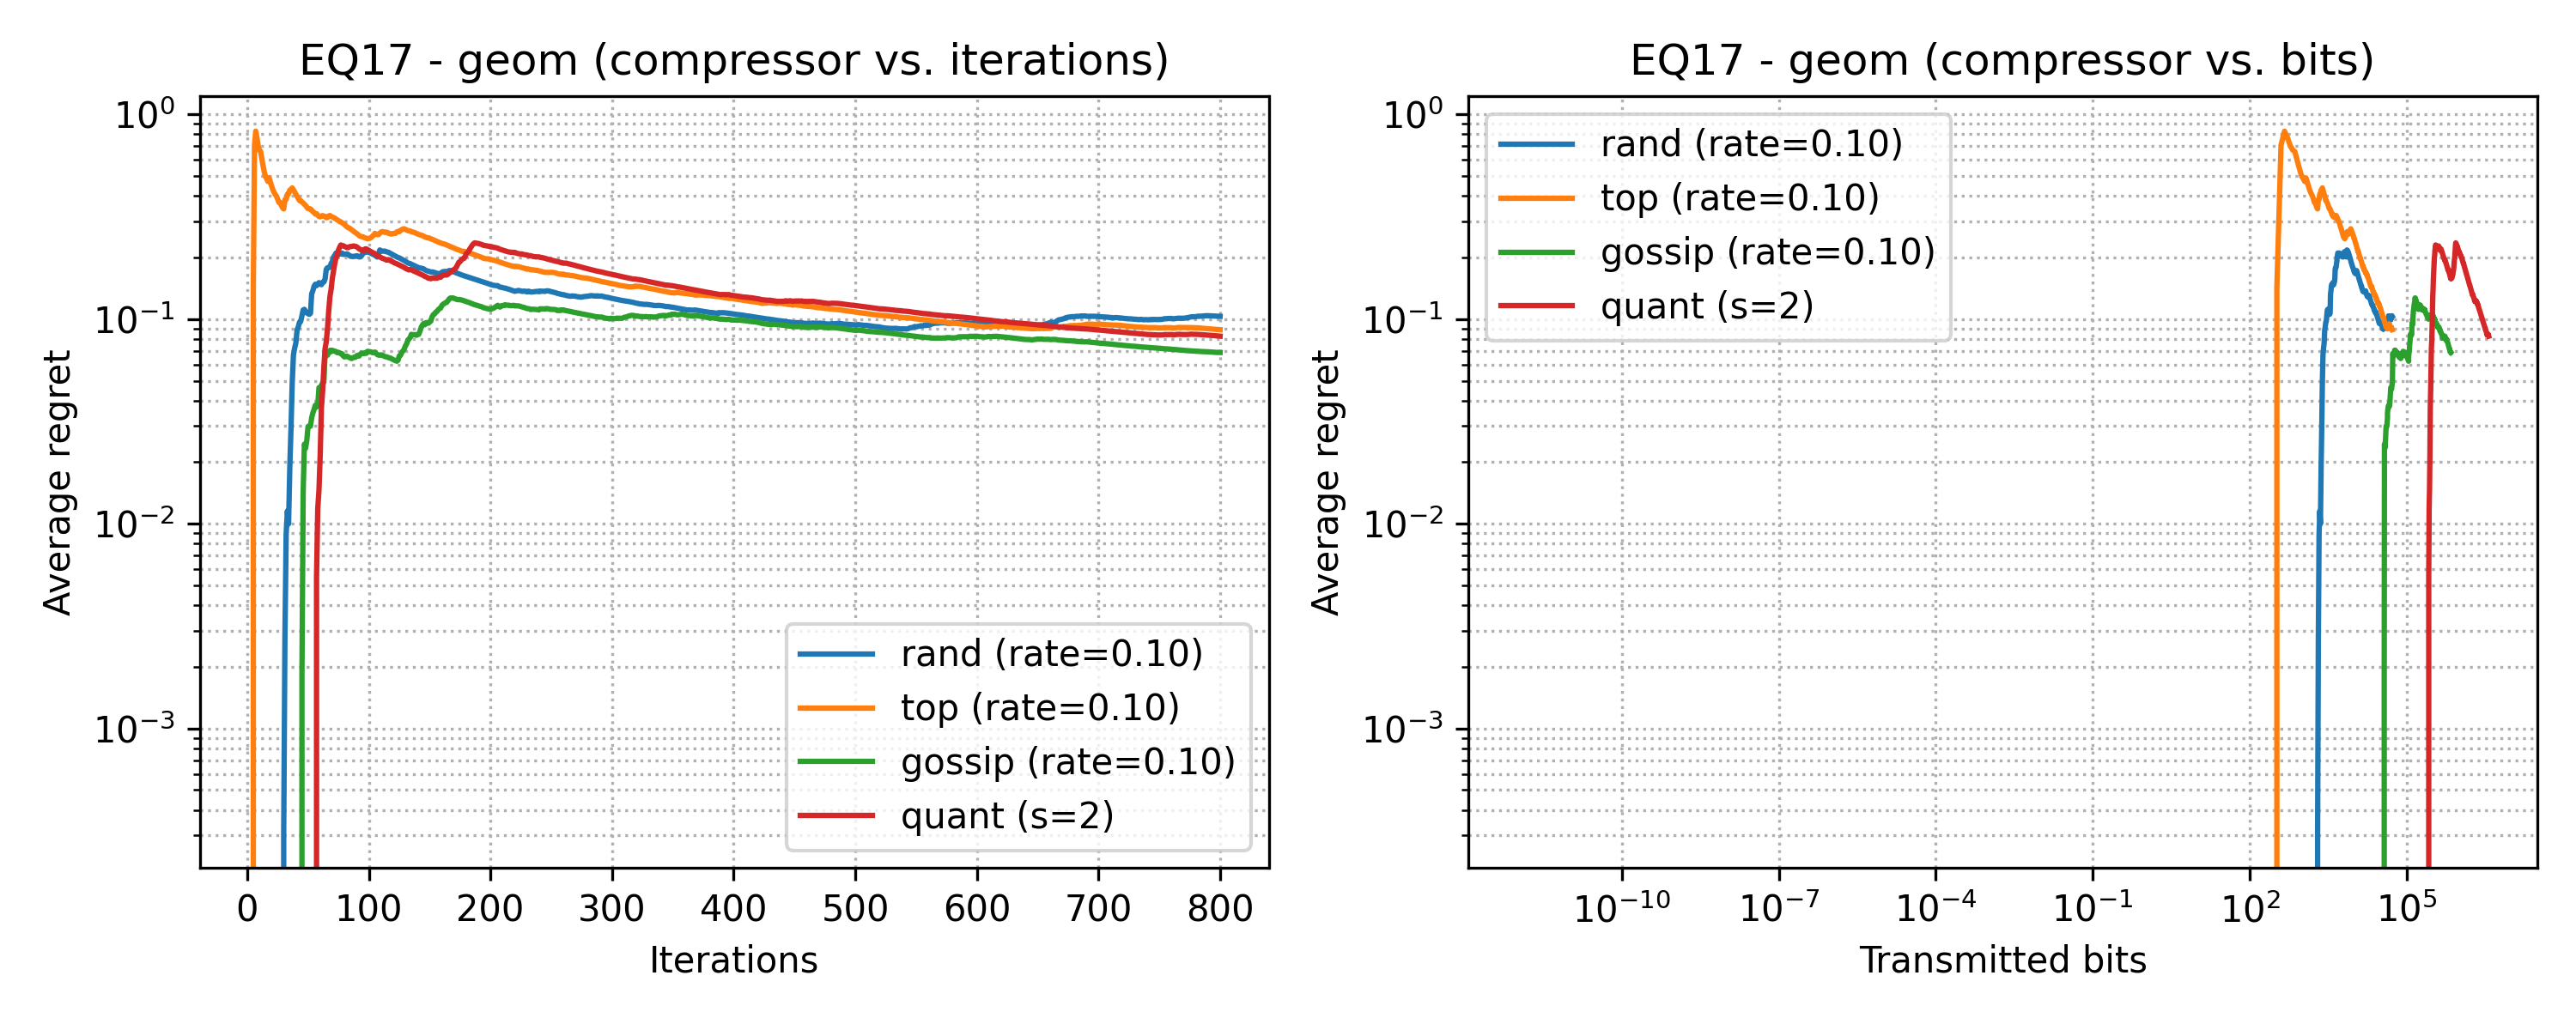 EQ17 - geom (compressor vs. iterations)
Average regret
10^0
10^-1
10^-2
10^-3
rand (rate=0.10)
top (rate=0.10)
gossip (rate=0.10)
quant (s=2)
0 100 200 300 400 500 600 700 800
Iterations
EQ17 - geom (compressor vs. bits)
Average regret
10^0
10^-1
10^-2
10^-3
rand (rate=0.10)
top (rate=0.10)
gossip (rate=0.10)
quant (s=2)
10^-10 10^-7 10^-4 10^-1 10^2 10^5
Transmitted bits